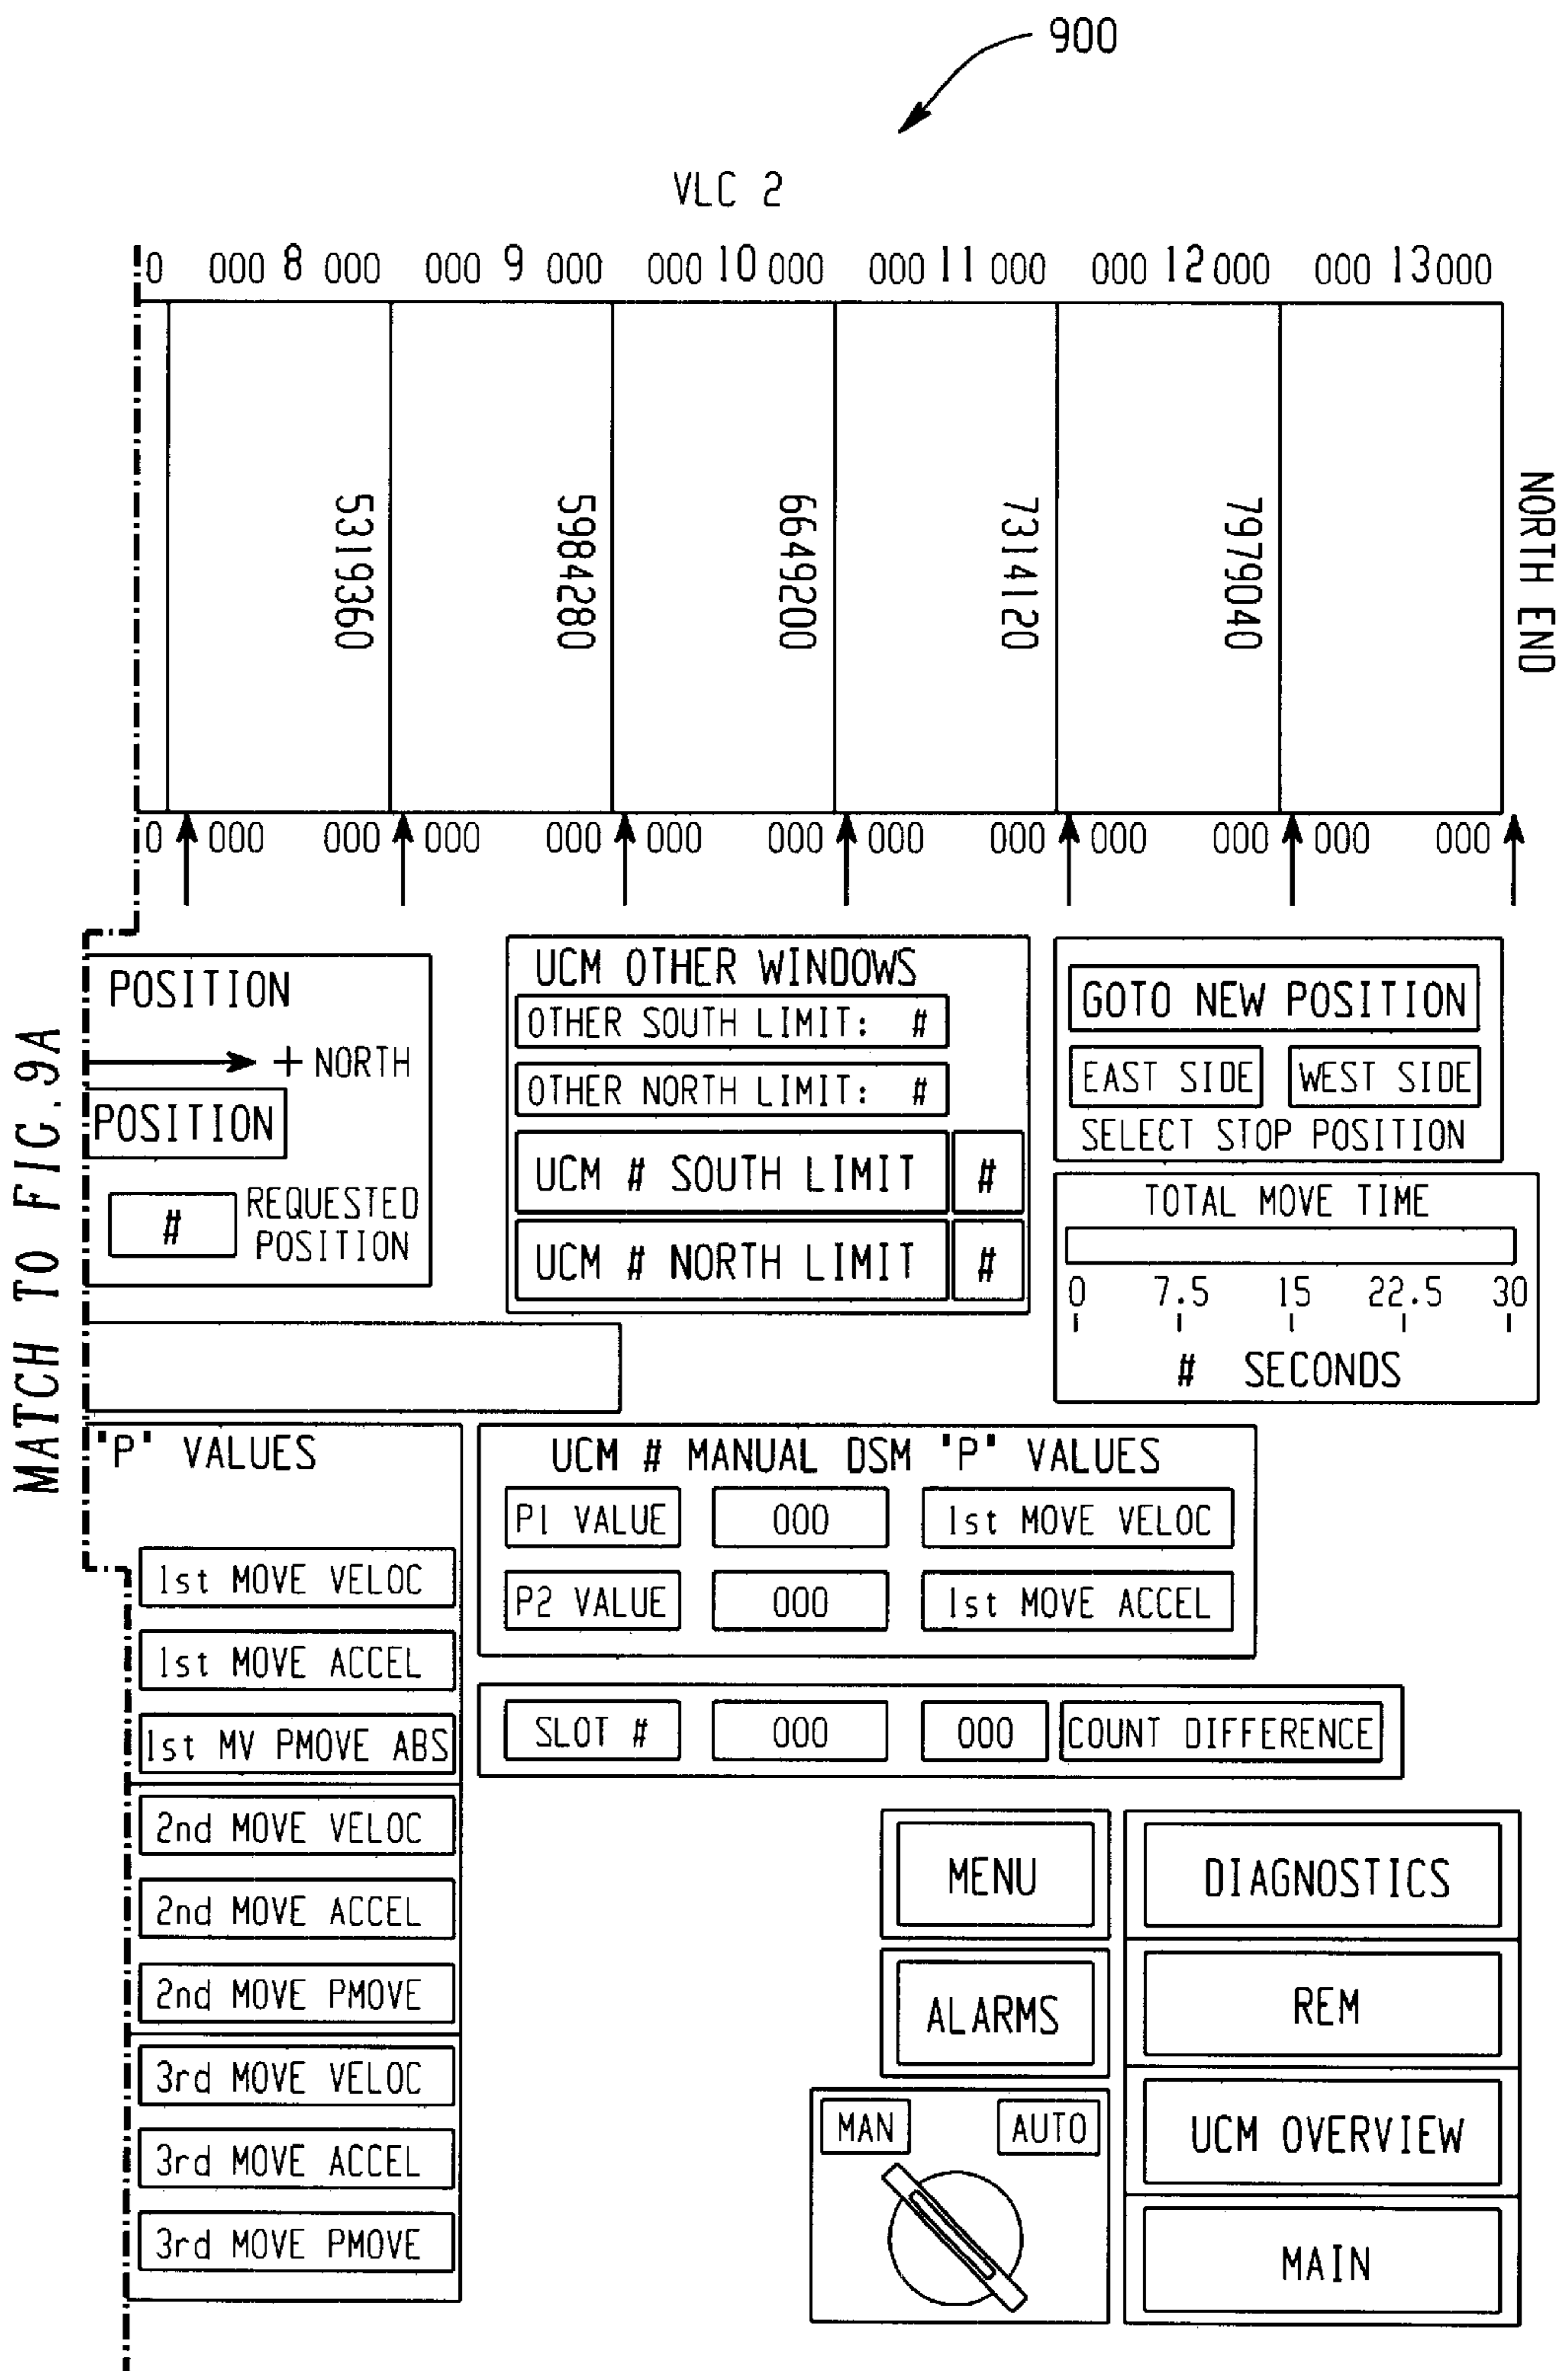 900
VLC 2
0 000 8 000 000 9 000 000 10 000 000 11 000 000 12 000 000 13 000
5319360
5984280
6649200
7314120
7979040
NORTH END
0 000 000 000 000 000 000 000 000 000 000 000
MATCH TO FIG. 9A
POSITION
+ NORTH
POSITION
# REQUESTED
POSITION
UCM OTHER WINDOWS
OTHER SOUTH LIMIT: #
OTHER NORTH LIMIT: #
UCM # SOUTH LIMIT #
UCM # NORTH LIMIT #
GOTO NEW POSITION
EAST SIDE WEST SIDE
SELECT STOP POSITION
TOTAL MOVE TIME
0 7.5 15 22.5 30
# SECONDS
"P" VALUES
1st MOVE VELOC
1st MOVE ACCEL
1st MV PMOVE ABS
2nd MOVE VELOC
2nd MOVE ACCEL
2nd MOVE PMOVE
3rd MOVE VELOC
3rd MOVE ACCEL
3rd MOVE PMOVE
UCM # MANUAL DSM "P" VALUES
P1 VALUE 000 1st MOVE VELOC
P2 VALUE 000 1st MOVE ACCEL
SLOT # 000 000 COUNT DIFFERENCE
MENU
ALARMS
MAN AUTO
DIAGNOSTICS
REM
UCM OVERVIEW
MAIN